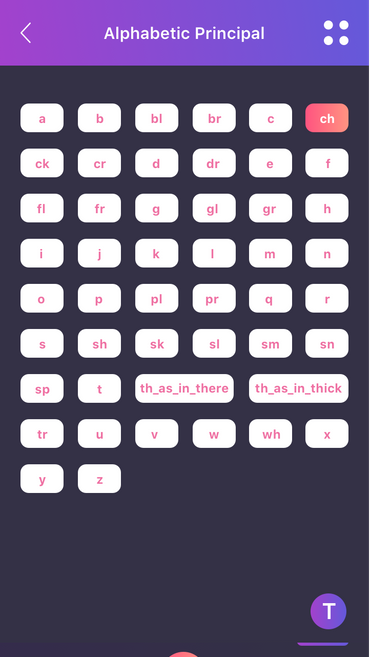 Alphabetic Principal
a b bl br c ch
ck cr d dr e f
fl fr g gl gr h
i j k l m n
o p pl pr q r
s sh sk sl sm sn
sp t th_as_in_there th_as_in_thick
tr u v w wh x
y z
T